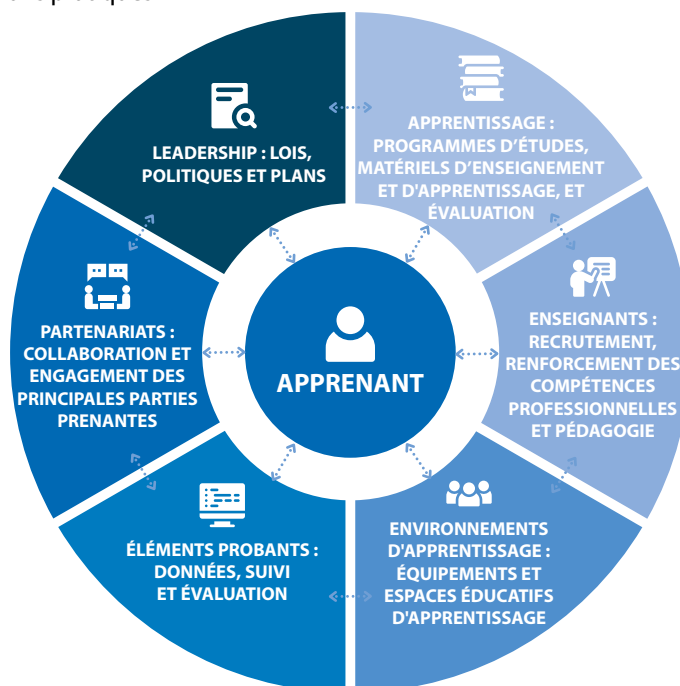 LEADERSHIP : LOIS,
POLITIQUES ET PLANS
APPRENTISSAGE :
PROGRAMMES D’ÉTUDES,
MATÉRIELS D’ENSEIGNEMENT
ET D'APPRENTISSAGE, ET
ÉVALUATION
ENSEIGNANTS :
RECRUTEMENT,
RENFORCEMENT DES
COMPÉTENCES
PROFESSIONNELLES
ET PÉDAGOGIE
ENVIRONNEMENTS
D'APPRENTISSAGE :
ÉQUIPEMENTS ET
ESPACES ÉDUCATIFS
D'APPRENTISSAGE
ÉLÉMENTS PROBANTS :
DONNÉES, SUIVI
ET ÉVALUATION
PARTENARIATS :
COLLABORATION ET
ENGAGEMENT DES
PRINCIPALES PARTIES
PRENANTES
APPRENANT